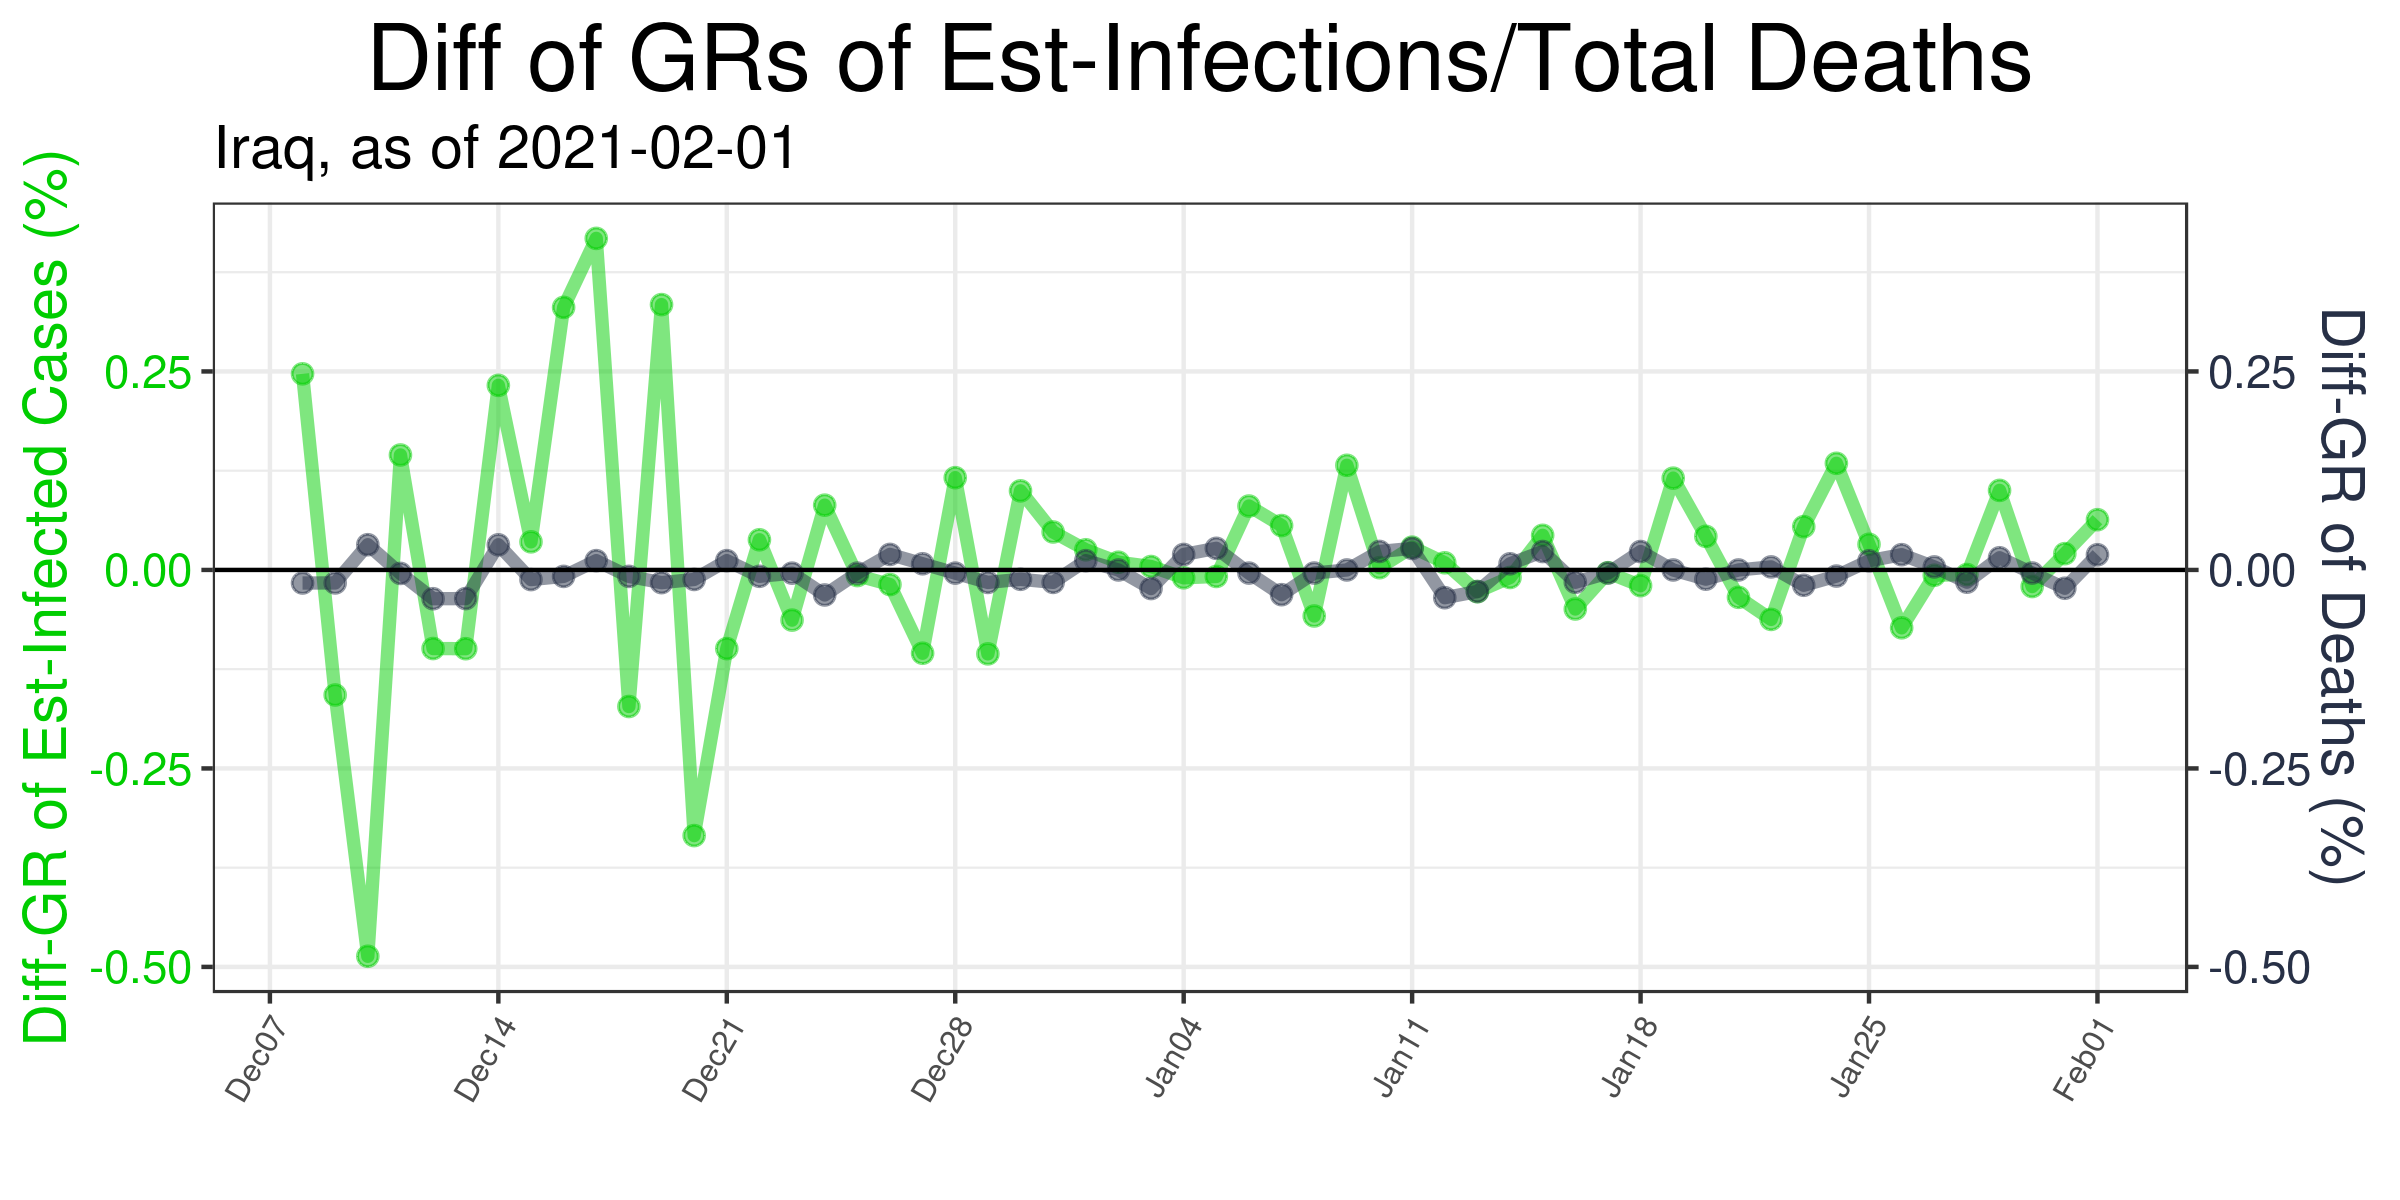 Diff of GRs of Est-Infections/Total Deaths
Iraq, as of 2021-02-01
Diff-GR of Est-Infected Cases (%)
0.25
0.00
-0.25
-0.50
0.25
0.00
-0.25
-0.50
Diff-GR of Deaths (%)
Dec07
Dec14
Dec21
Dec28
Jan04
Jan11
Jan18
Jan25
Feb01